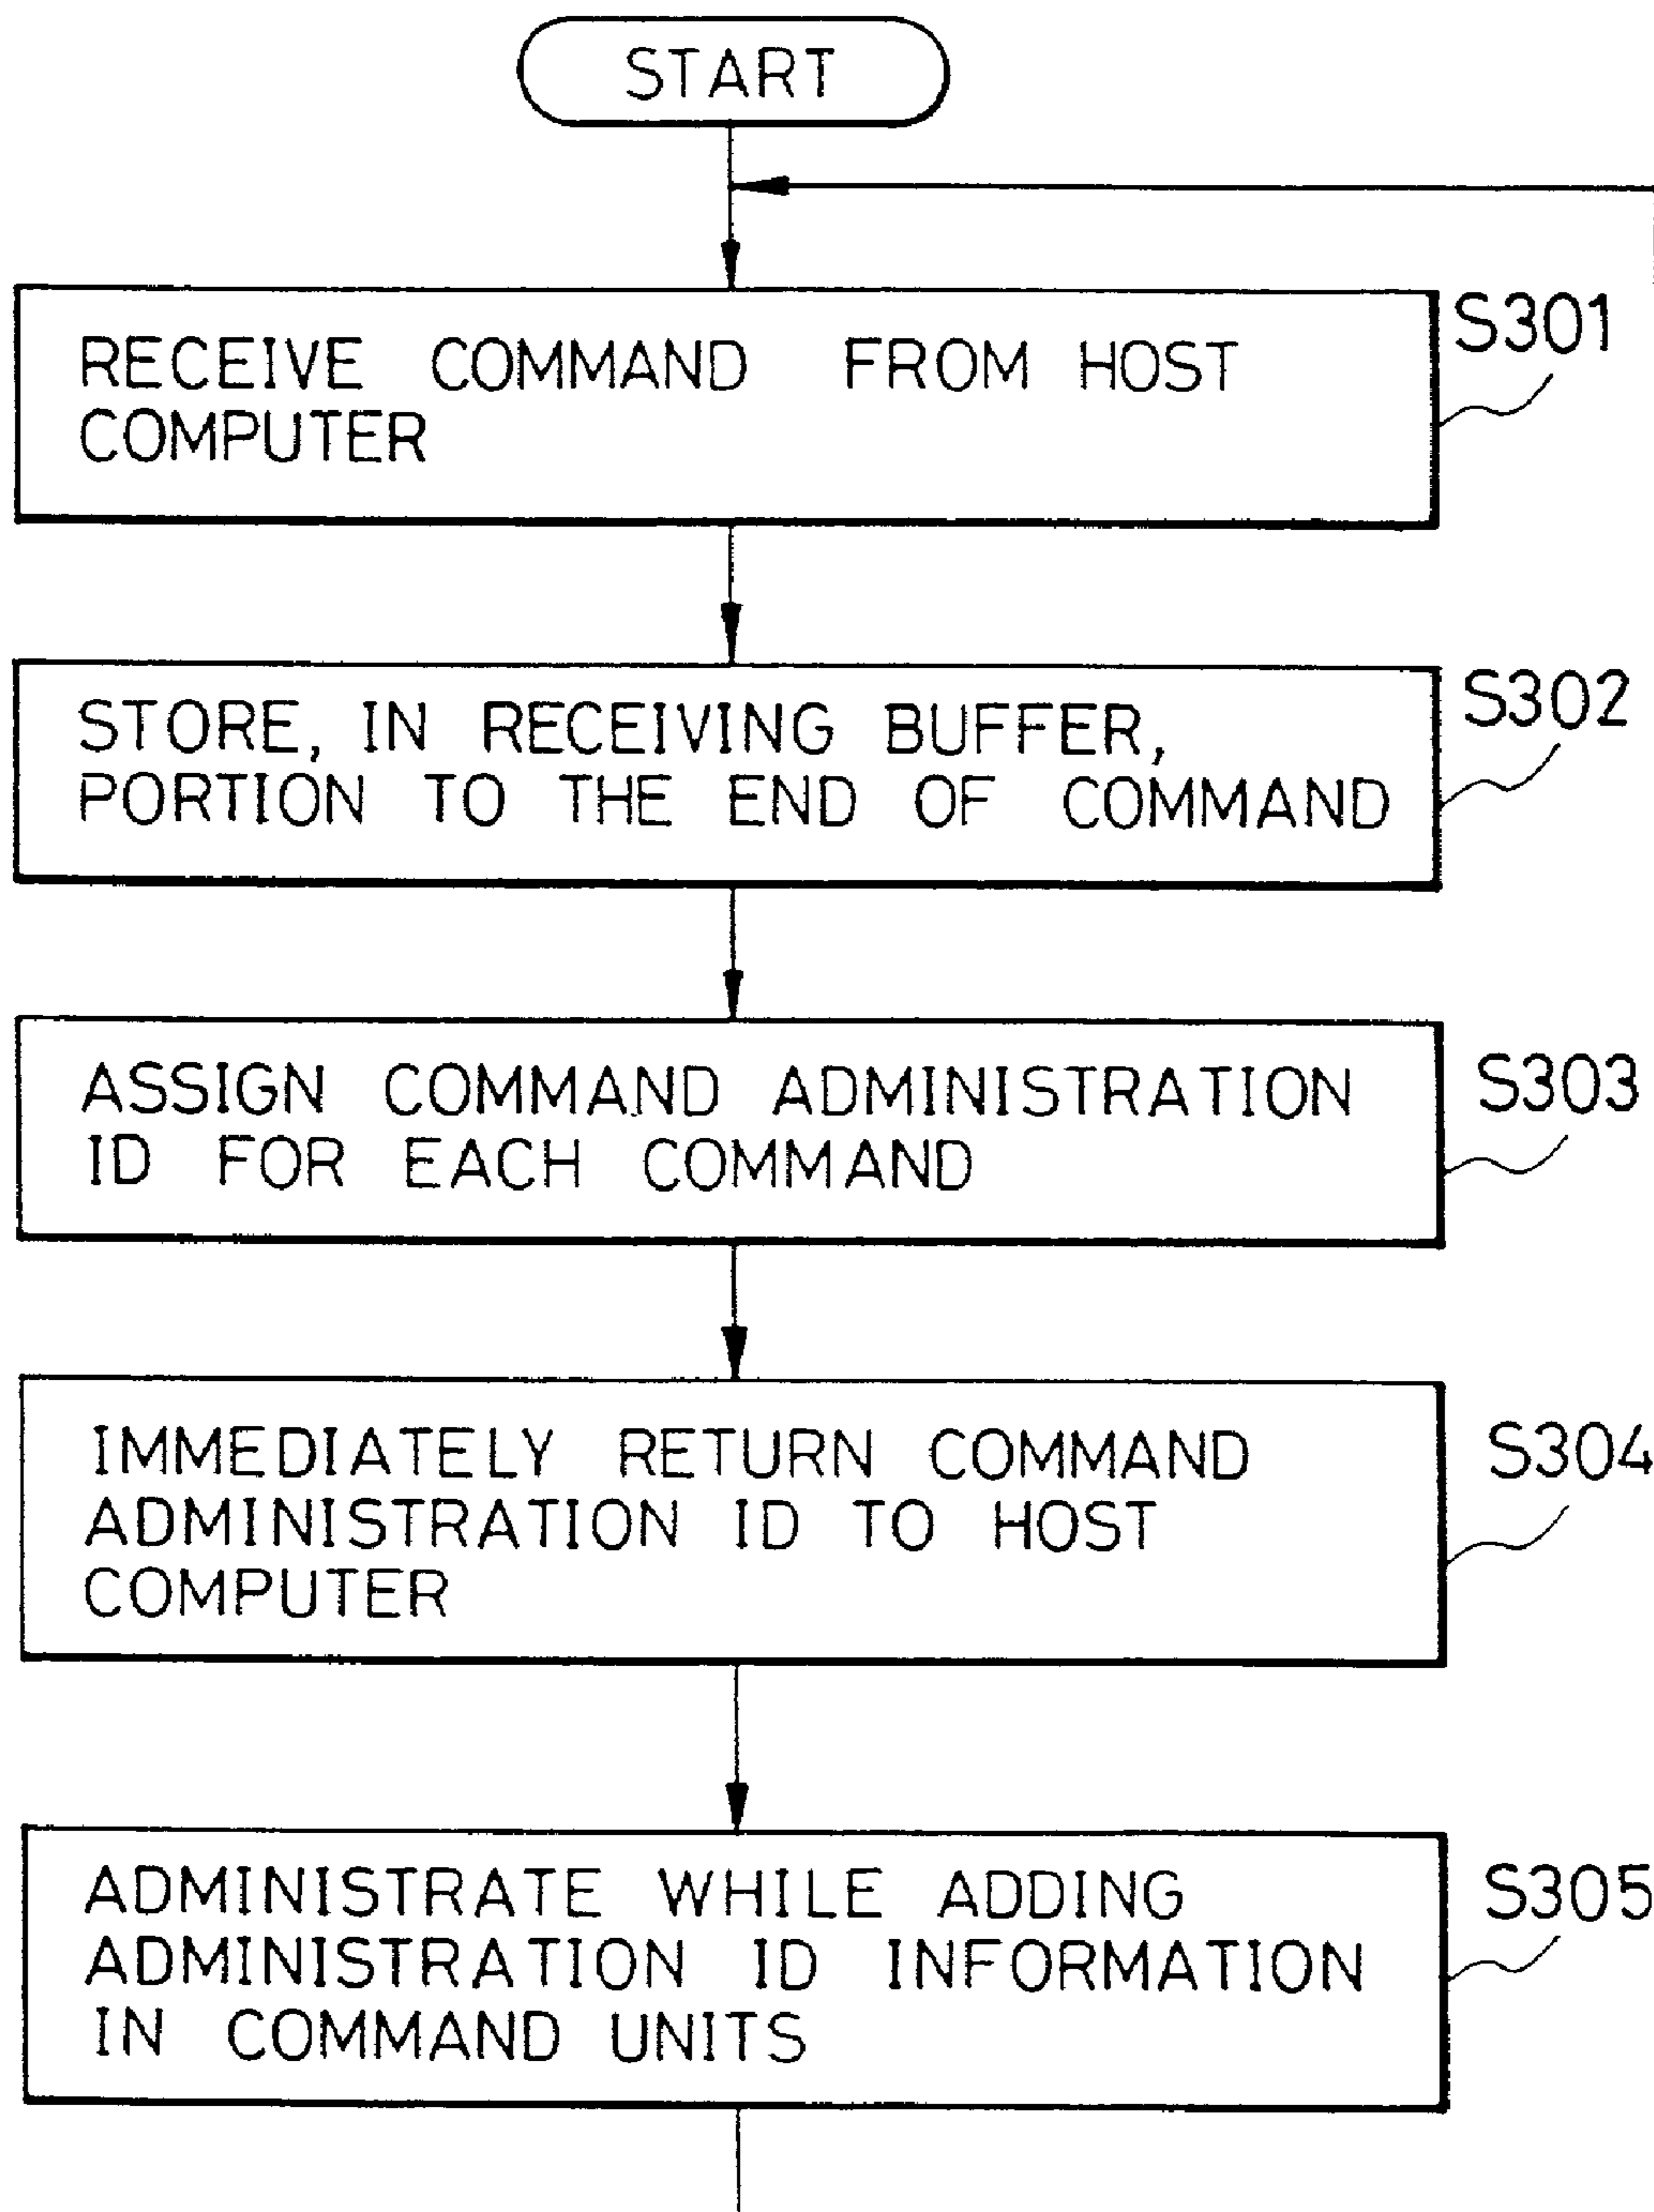 START
RECEIVE COMMAND FROM HOST
COMPUTER
S301
STORE, IN RECEIVING BUFFER,
PORTION TO THE END OF COMMAND
S302
ASSIGN COMMAND ADMINISTRATION
ID FOR EACH COMMAND
S303
IMMEDIATELY RETURN COMMAND
ADMINISTRATION ID TO HOST
COMPUTER
S304
ADMINISTRATE WHILE ADDING
ADMINISTRATION ID INFORMATION
IN COMMAND UNITS
S305